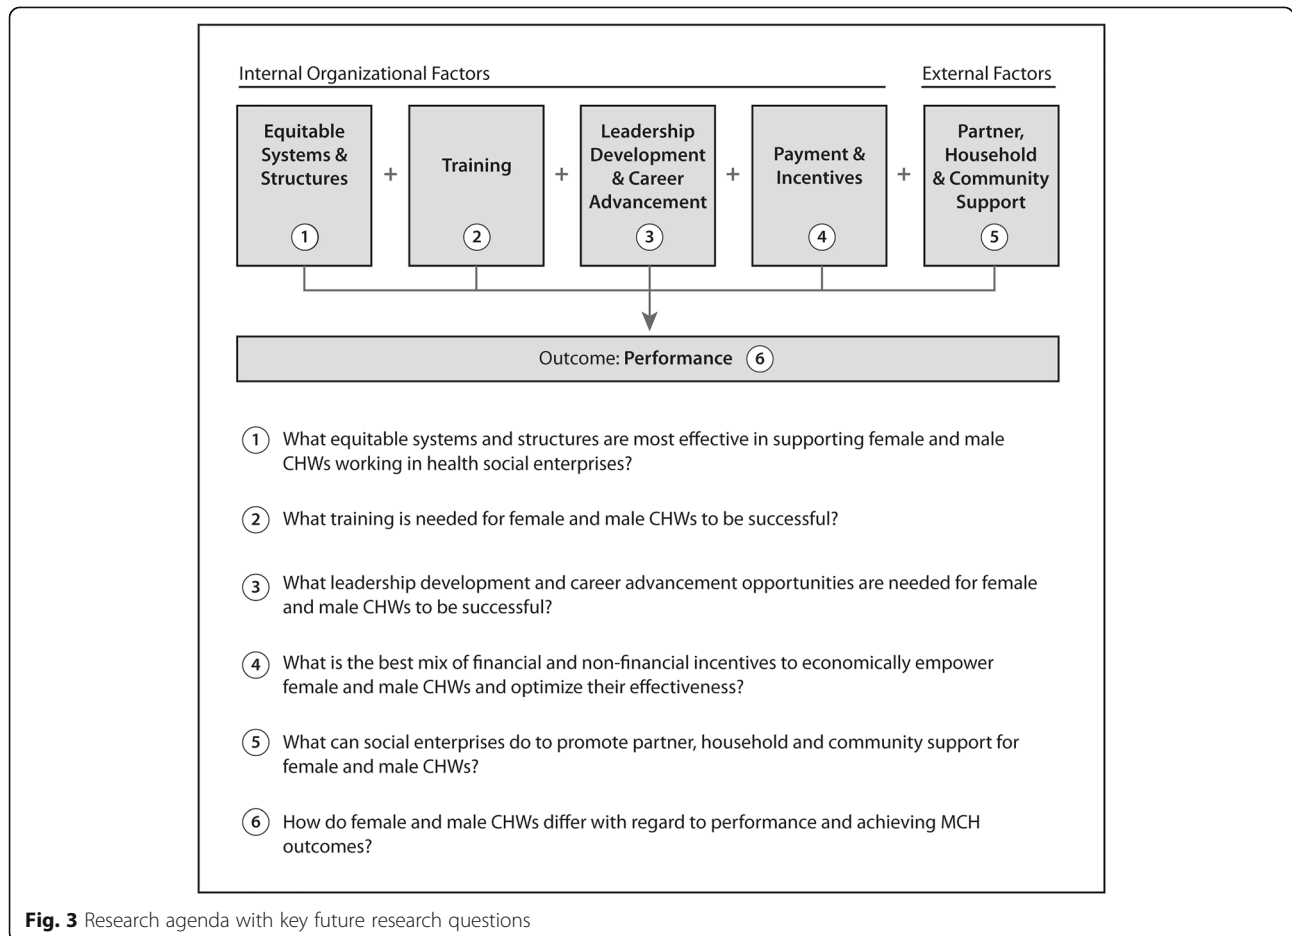 Internal Organizational Factors
External Factors
Equitable
Systems &
Structures
1
+
Training
2
+
Leadership
Development
& Career
Advancement
3
+
Payment &
Incentives
4
+
Partner,
Household
& Community
Support
5
Outcome: Performance 6
1 What equitable systems and structures are most effective in supporting female and male
CHWs working in health social enterprises?
2 What training is needed for female and male CHWs to be successful?
3 What leadership development and career advancement opportunities are needed for female
and male CHWs to be successful?
4 What is the best mix of financial and non-financial incentives to economically empower
female and male CHWs and optimize their effectiveness?
5 What can social enterprises do to promote partner, household and community support for
female and male CHWs?
6 How do female and male CHWs differ with regard to performance and achieving MCH
outcomes?
Fig. 3 Research agenda with key future research questions